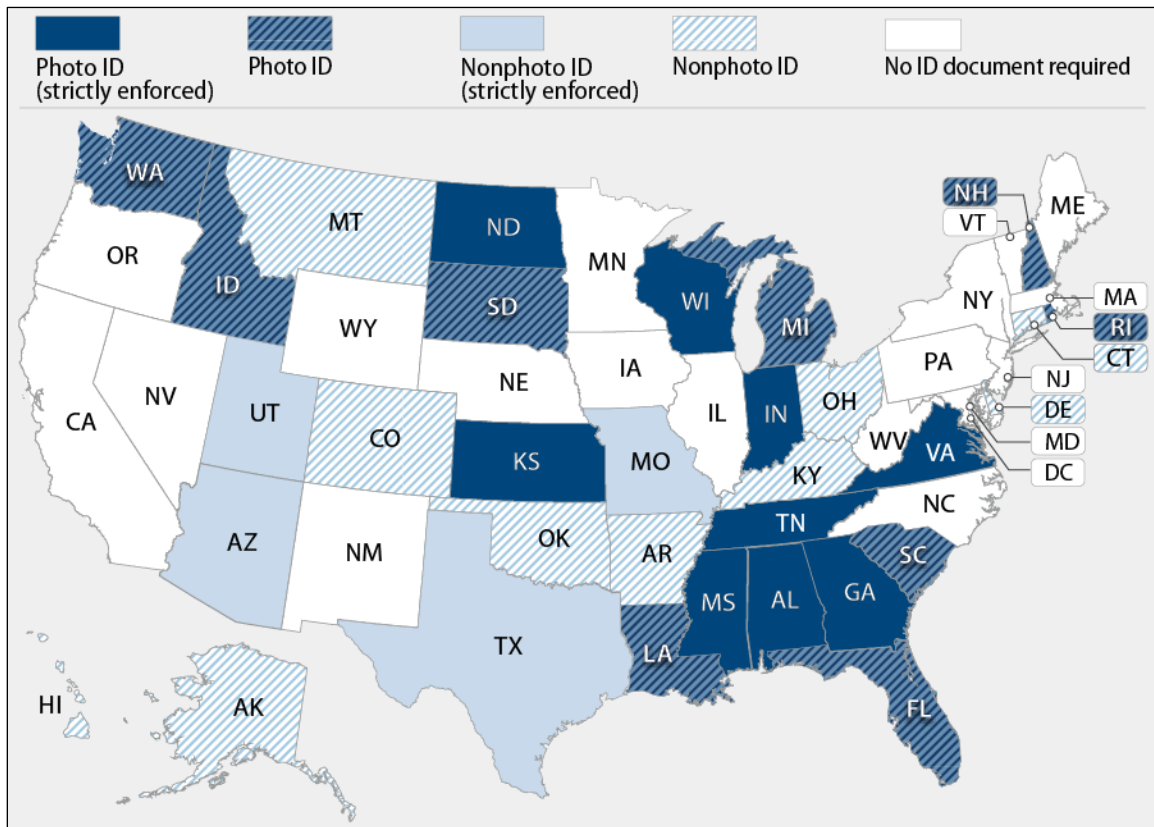 Photo ID
(strictly enforced)
Photo ID
Nonphoto ID
(strictly enforced)
Nonphoto ID
No ID document required
WA
MT
ND
MN
NH
VT
ME
OR
ID
SD
WI
MI
NY
MA
RI
CT
WY
NE
IA
PA
NJ
DE
MD
DC
NV
UT
CA
CO
KS
MO
IL
IN
OH
WV
VA
KY
AZ
NM
OK
AR
TN
NC
SC
MS
AL
GA
TX
LA
FL
HI
AK